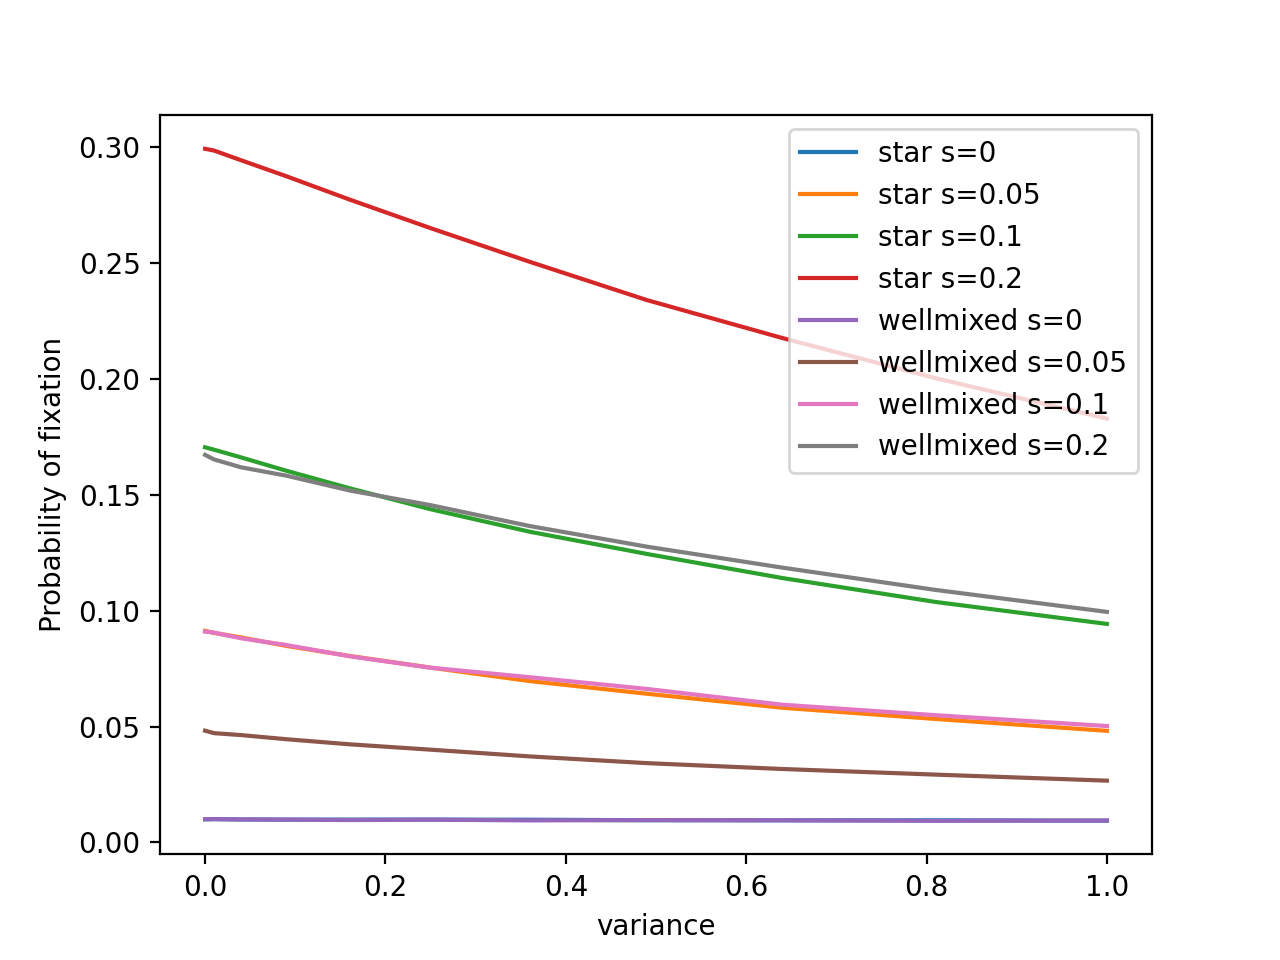 0.30
0.25
0.20
0.15
0.10
0.05
0.00
Probability of fixation
star s=0
star s=0.05
star s=0.1
star s=0.2
wellmixed s=0
wellmixed s=0.05
wellmixed s=0.1
wellmixed s=0.2
0.0 0.2 0.4 0.6 0.8 1.0
variance